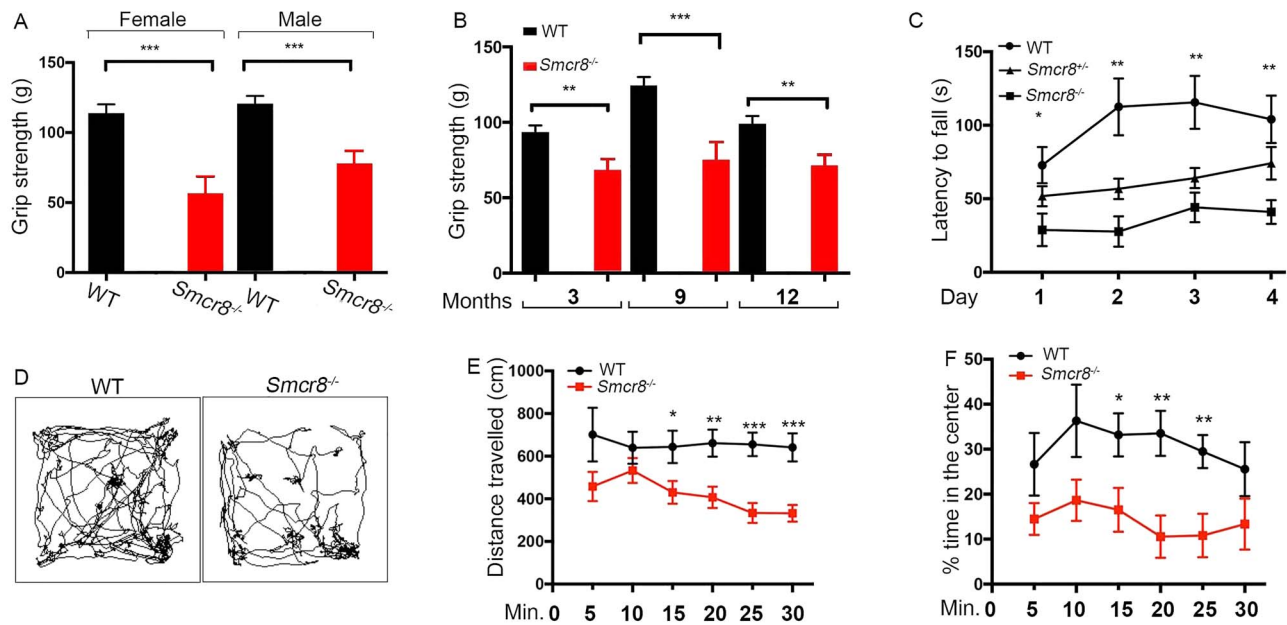 A
Female
Male
***
***
Grip strength (g)
150
100
50
0
WT
Smcr8-/-
WT
Smcr8-/-
B
WT
Smcr8-/-
***
**
**
Grip strength (g)
150
100
50
0
Months
3
9
12
C
WT
Smcr8+/-
Smcr8-/-
Latency to fall (s)
150
100
50
0
*
**
**
**
Day
1
2
3
4
D
WT
Smcr8-/-
E
WT
Smcr8-/-
Distance travelled (cm)
1000
800
600
400
200
0
*
**
***
***
Min.
0
5
10
15
20
25
30
F
WT
Smcr8-/-
% time in the center
50
40
30
20
10
0
*
**
**
Min.
0
5
10
15
20
25
30